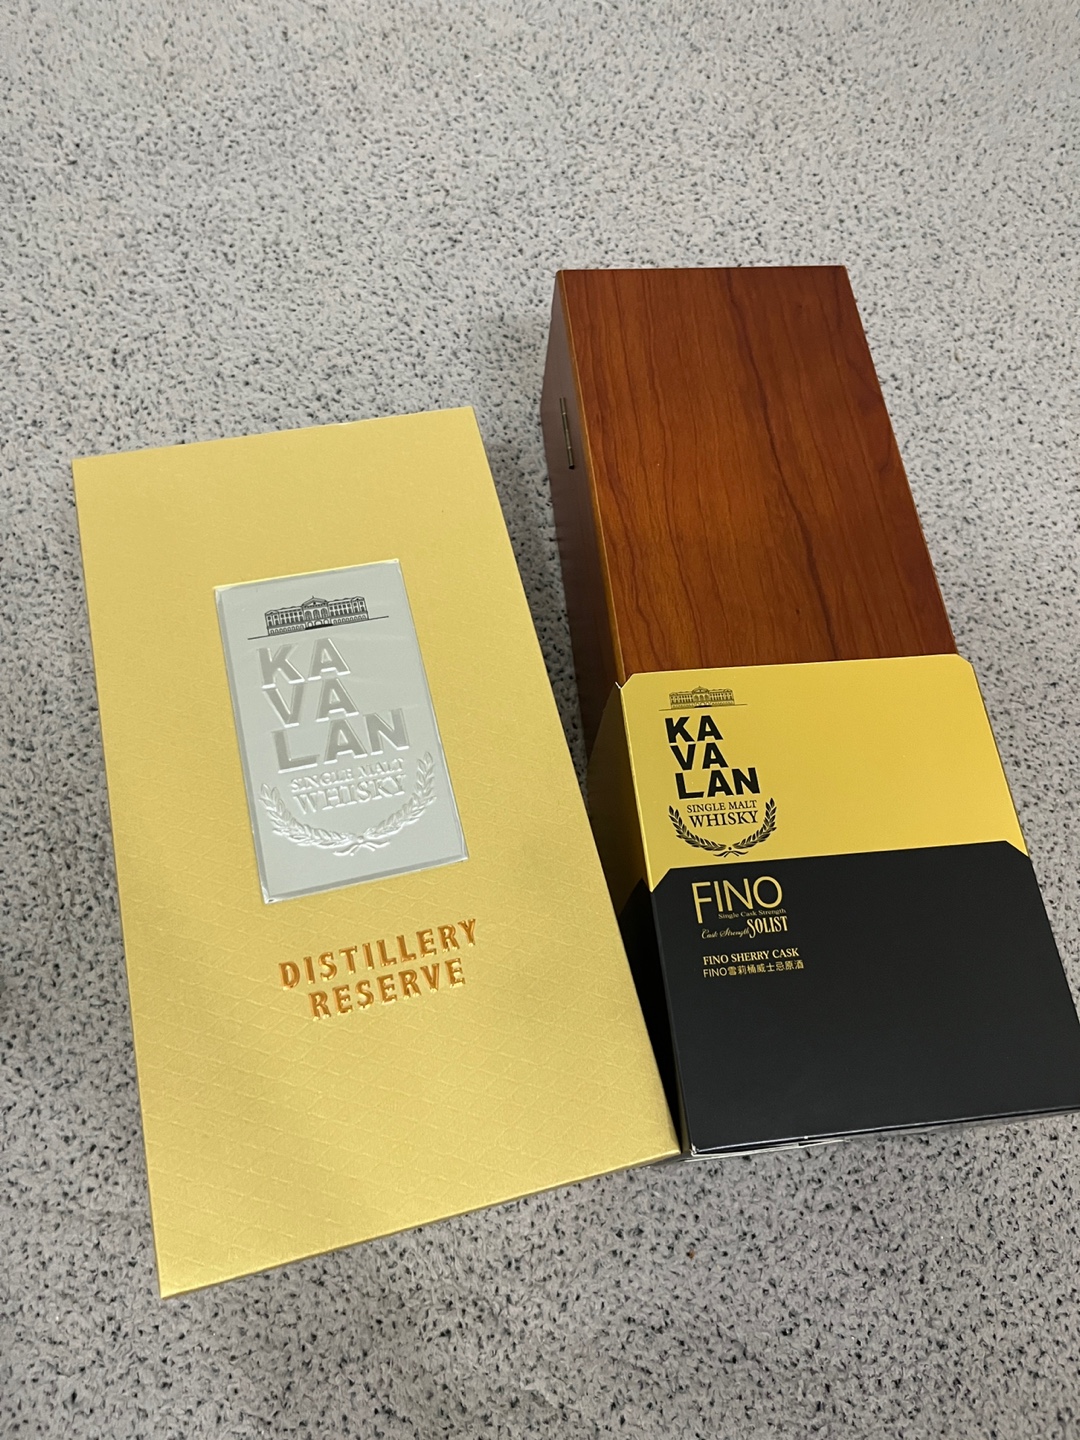 KA
VA
LAN
SINGLE MALT
WHISKY
DISTILLERY
RESERVE
KA
VA
LAN
SINGLE MALT
WHISKY
FINO
Single Cask Strength
Cask Strength SOLIST
FINO SHERRY CASK
FINO雪莉桶威士忌原酒